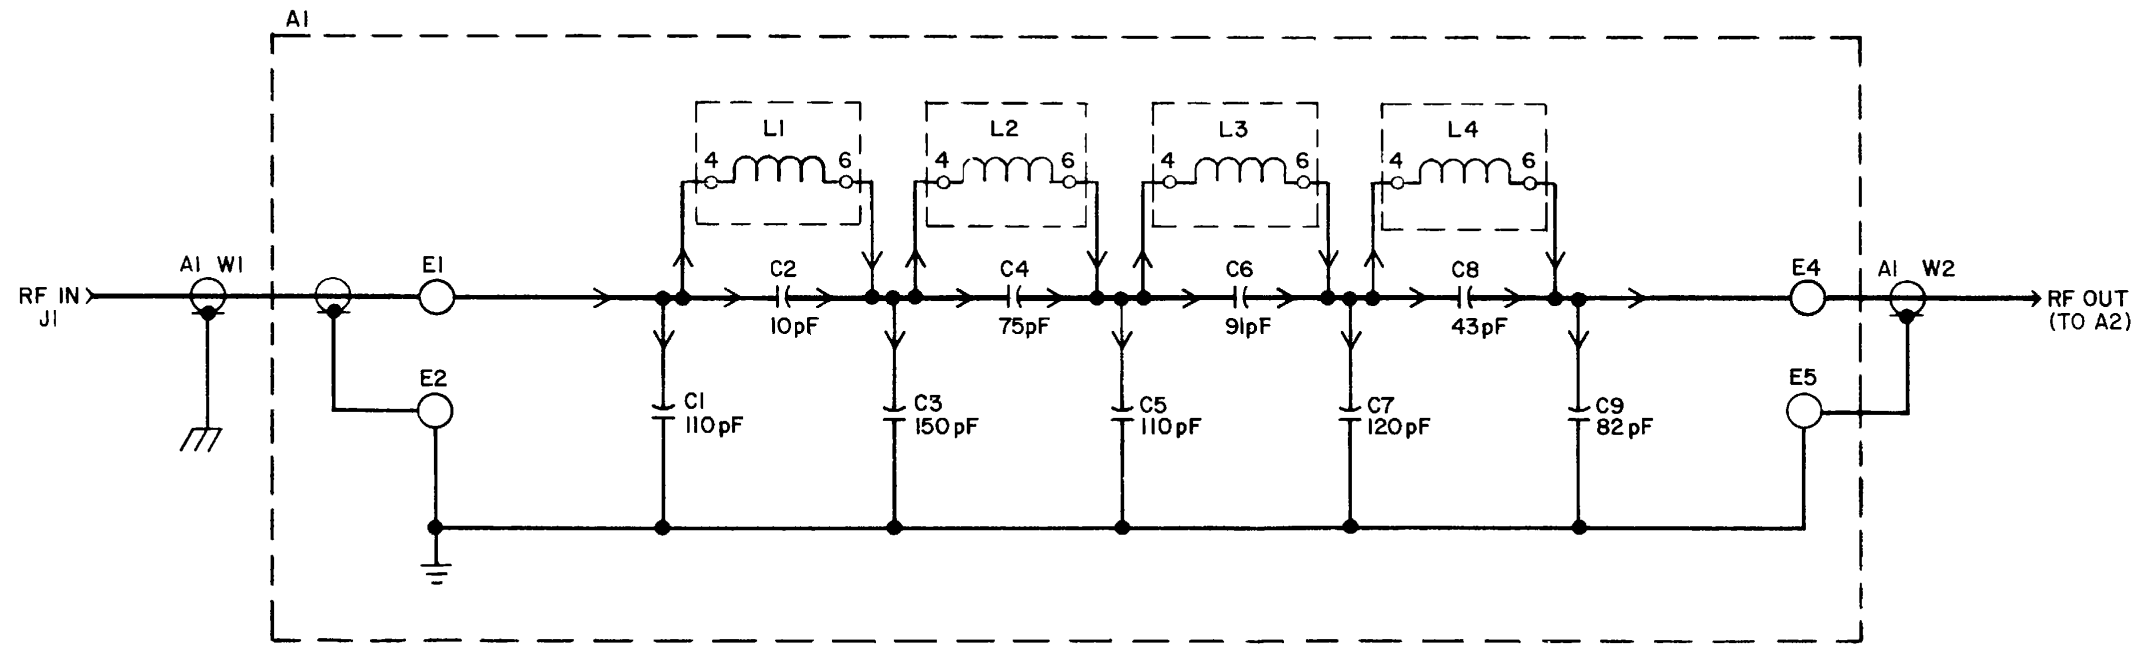 A1
L1
4 6
L2
4 6
L3
4 6
L4
4 6
A1 W1
E1
C2
C4
C6
C8
E4
A1 W2
RF IN
J1
RF OUT
(TO A2)
10pF
75pF
91pF
43pF
E2
E5
C1
110pF
C3
150pF
C5
110pF
C7
120pF
C9
82pF